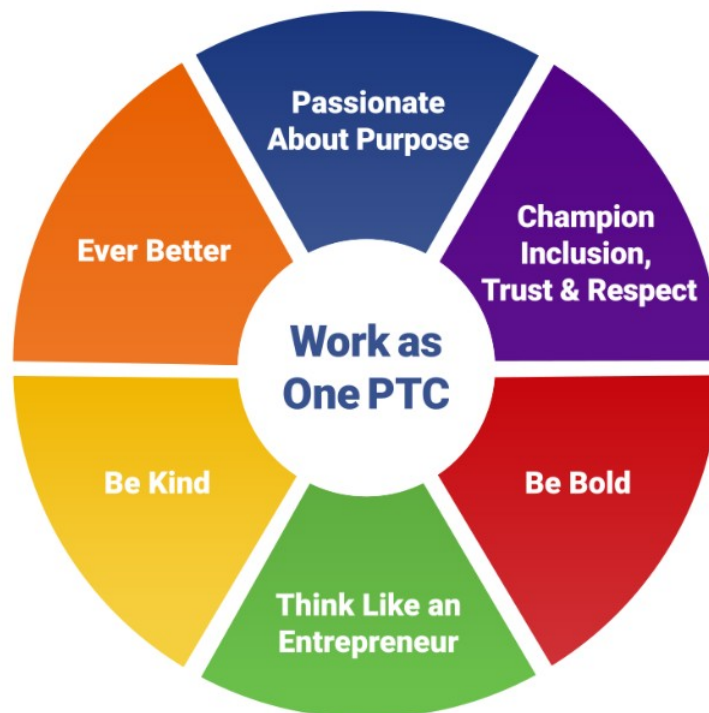 Passionate
About Purpose
Champion
Inclusion,
Trust & Respect
Be Bold
Think Like an
Entrepreneur
Be Kind
Ever Better
Work as
One PTC